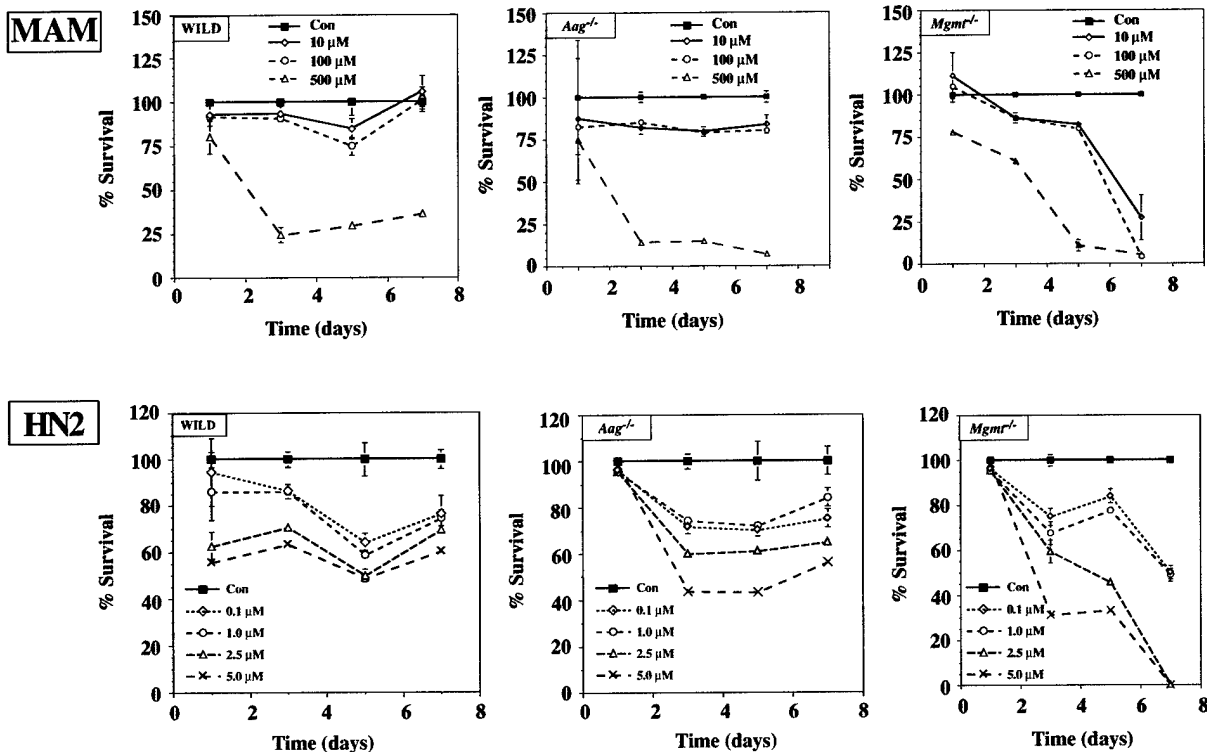 MAM
WILD
Con
10 µM
100 µM
500 µM
150
125
100
75
50
25
0
0 2 4 6 8
% Survival
Time (days)
Aag-/-
Con
10 µM
100 µM
500 µM
150
125
100
75
50
25
0
0 2 4 6 8
% Survival
Time (days)
Mgmt-/-
Con
10 µM
100 µM
500 µM
150
125
100
75
50
25
0
0 2 4 6 8
% Survival
Time (days)
HN2
WILD
120
100
80
60
40
20
0
Con
0.1 µM
1.0 µM
2.5 µM
5.0 µM
0 2 4 6 8
% Survival
Time (days)
Aag-/-
120
100
80
60
40
20
0
Con
0.1 µM
1.0 µM
2.5 µM
5.0 µM
0 2 4 6 8
% Survival
Time (days)
Mgmt-/-
120
100
80
60
40
20
0
Con
0.1 µM
1.0 µM
2.5 µM
5.0 µM
0 2 4 6 8
% Survival
Time (days)